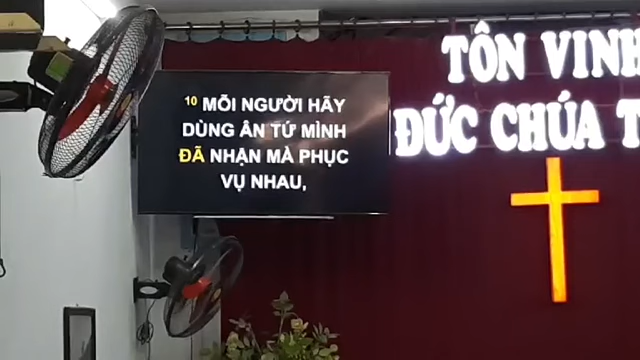 10 MỖI NGƯỜI HÃY
DÙNG ÂN TỨ MÌNH
ĐÃ NHẬN MÀ PHỤC
VỤ NHAU,
TÔN VINH
ĐỨC CHÚA T